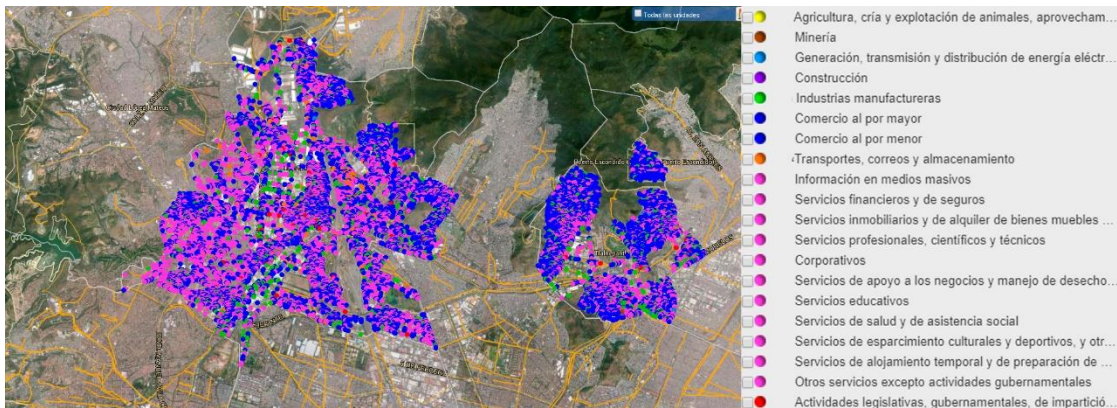 Todas las unidades
Agricultura, cría y explotación de animales, aprovecham...
Minería
Generación, transmisión y distribución de energía eléctr...
Construcción
Industrias manufactureras
Comercio al por mayor
Comercio al por menor
Transportes, correos y almacenamiento
Información en medios masivos
Servicios financieros y de seguros
Servicios inmobiliarios y de alquiler de bienes muebles ...
Servicios profesionales, científicos y técnicos
Corporativos
Servicios de apoyo a los negocios y manejo de desecho...
Servicios educativos
Servicios de salud y de asistencia social
Servicios de esparcimiento culturales y deportivos, y otr...
Servicios de alojamiento temporal y de preparación de ...
Otros servicios excepto actividades gubernamentales
Actividades legislativas, gubernamentales, de impartició...